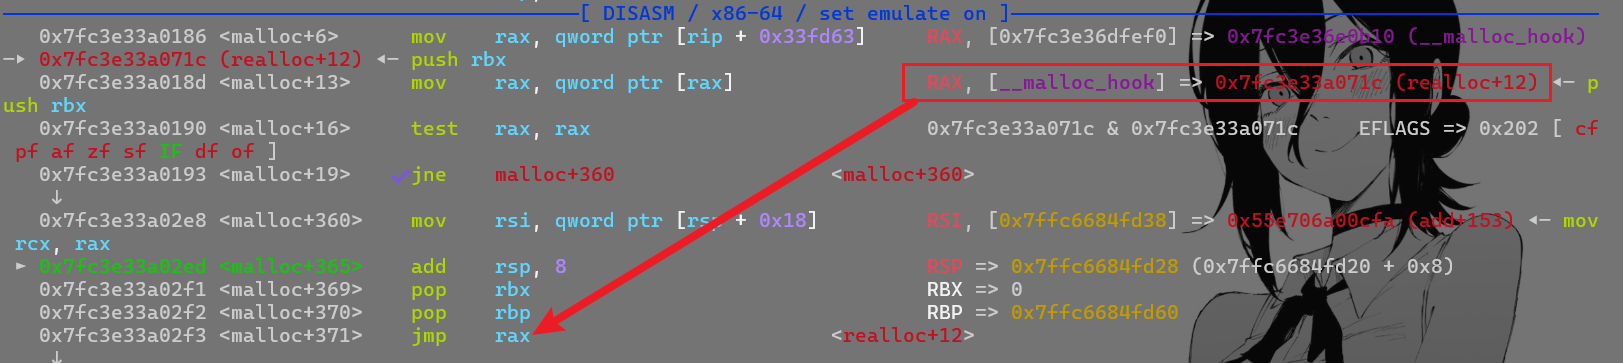 [ DISASM / x86-64 / set emulate on ]
0x7fc3e33a0186 <malloc+6> mov rax, qword ptr [rip + 0x33fd63] RAX, [0x7fc3e36dfef0] => 0x7fc3e36e0b10 (__malloc_hook)
—▸ 0x7fc3e33a071c (realloc+12) ◂— push rbx
0x7fc3e33a018d <malloc+13> mov rax, qword ptr [rax] RAX, [__malloc_hook] => 0x7fc3e33a071c (realloc+12) ◂— p
ush rbx
0x7fc3e33a0190 <malloc+16> test rax, rax 0x7fc3e33a071c & 0x7fc3e33a071c EFLAGS => 0x202 [ cf
pf af zf sf IF df of ]
0x7fc3e33a0193 <malloc+19> ✔ jne malloc+360 <malloc+360>
↓
0x7fc3e33a02e8 <malloc+360> mov rsi, qword ptr [rsp + 0x18] RSI, [0x7ffc6684fd38] => 0x55e706a00cfa (add+153) ◂— mov
rcx, rax
► 0x7fc3e33a02ed <malloc+365> add rsp, 8 RSP => 0x7ffc6684fd28 (0x7ffc6684fd20 + 0x8)
0x7fc3e33a02f1 <malloc+369> pop rbx RBX => 0
0x7fc3e33a02f2 <malloc+370> pop rbp RBP => 0x7ffc6684fd60
0x7fc3e33a02f3 <malloc+371> jmp rax <realloc+12>
↓